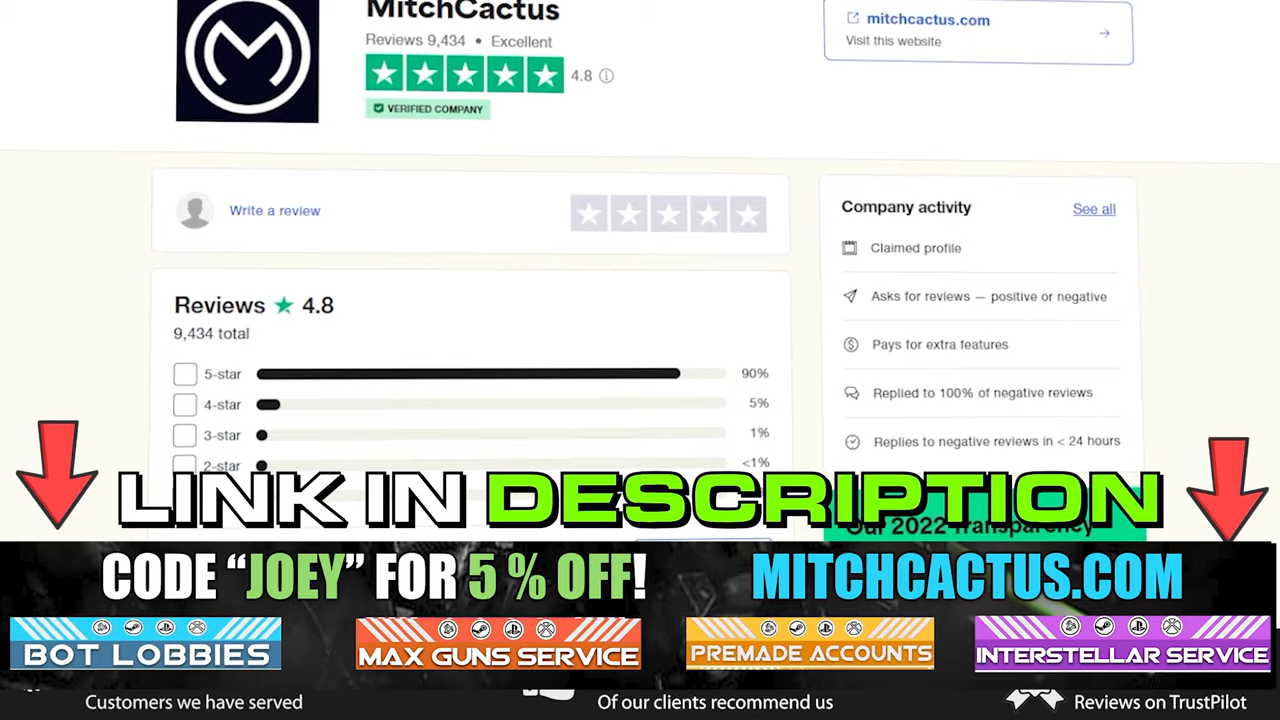 MitchCactus
Reviews 9,434 • Excellent
4.8
VERIFIED COMPANY
mitchcactus.com
Visit this website
Write a review
Company activity
See all
Claimed profile
Asks for reviews — positive or negative
Pays for extra features
Replied to 100% of negative reviews
Replies to negative reviews in < 24 hours
Reviews ★ 4.8
9,434 total
5-star 90%
4-star 5%
3-star 1%
2-star <1%
Our 2022 Transparency
LINK IN DESCRIPTION
CODE “JOEY” FOR 5 % OFF!
MITCHCACTUS.COM
BOT LOBBIES
MAX GUNS SERVICE
PREMADE ACCOUNTS
INTERSTELLAR SERVICE
Customers we have served
Of our clients recommend us
Reviews on TrustPilot